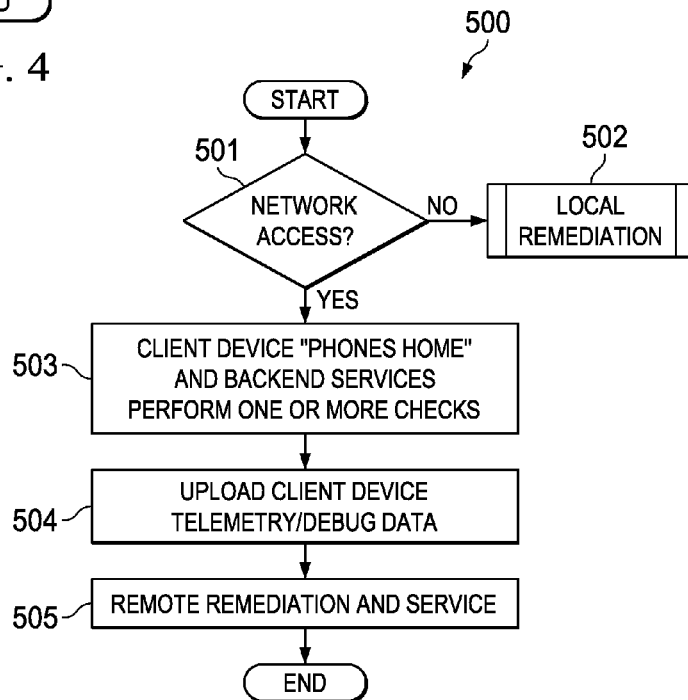 . 4
500
START
501
NETWORK
ACCESS?
NO
502
LOCAL
REMEDIATION
YES
503
CLIENT DEVICE "PHONES HOME"
AND BACKEND SERVICES
PERFORM ONE OR MORE CHECKS
504
UPLOAD CLIENT DEVICE
TELEMETRY/DEBUG DATA
505
REMOTE REMEDIATION AND SERVICE
END